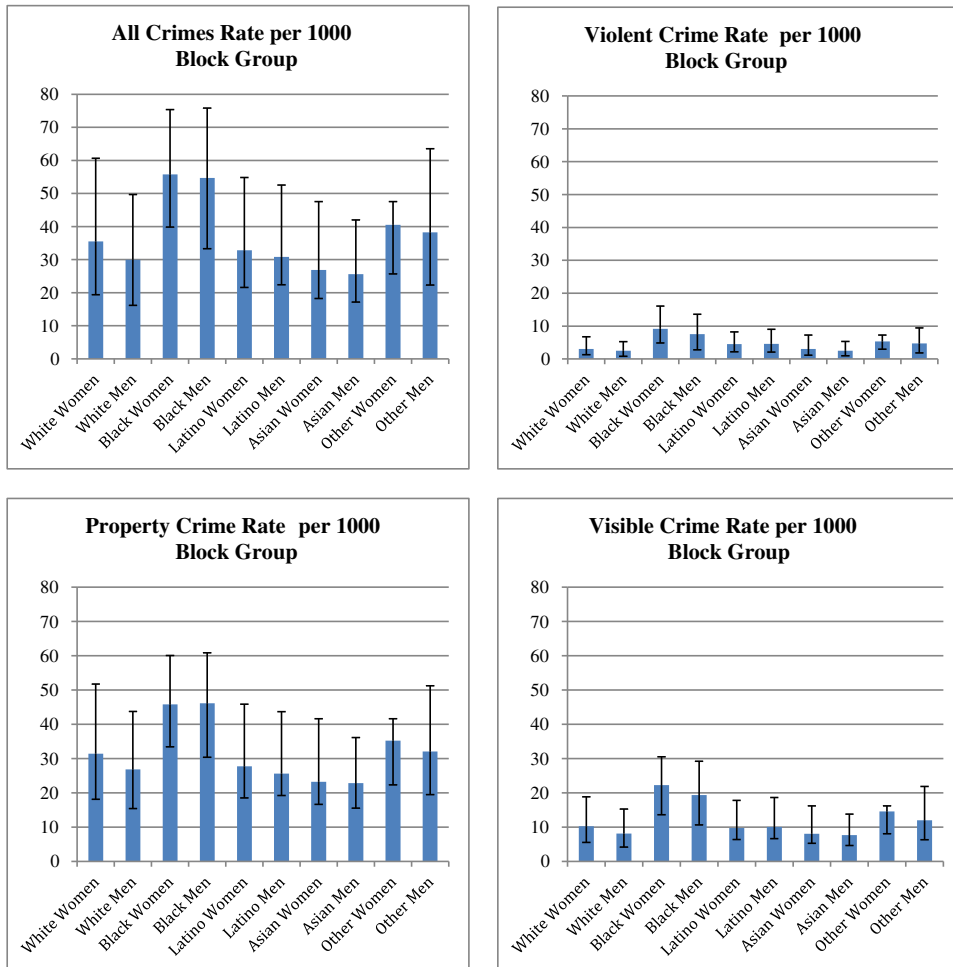 All Crimes Rate per 1000
Block Group
80
70
60
50
40
30
20
10
0
White Women
White Men
Black Women
Black Men
Latino Women
Latino Men
Asian Women
Asian Men
Other Women
Other Men
Violent Crime Rate per 1000
Block Group
80
70
60
50
40
30
20
10
0
White Women
White Men
Black Women
Black Men
Latino Women
Latino Men
Asian Women
Asian Men
Other Women
Other Men
Property Crime Rate per 1000
Block Group
80
70
60
50
40
30
20
10
0
White Women
White Men
Black Women
Black Men
Latino Women
Latino Men
Asian Women
Asian Men
Other Women
Other Men
Visible Crime Rate per 1000
Block Group
80
70
60
50
40
30
20
10
0
White Women
White Men
Black Women
Black Men
Latino Women
Latino Men
Asian Women
Asian Men
Other Women
Other Men